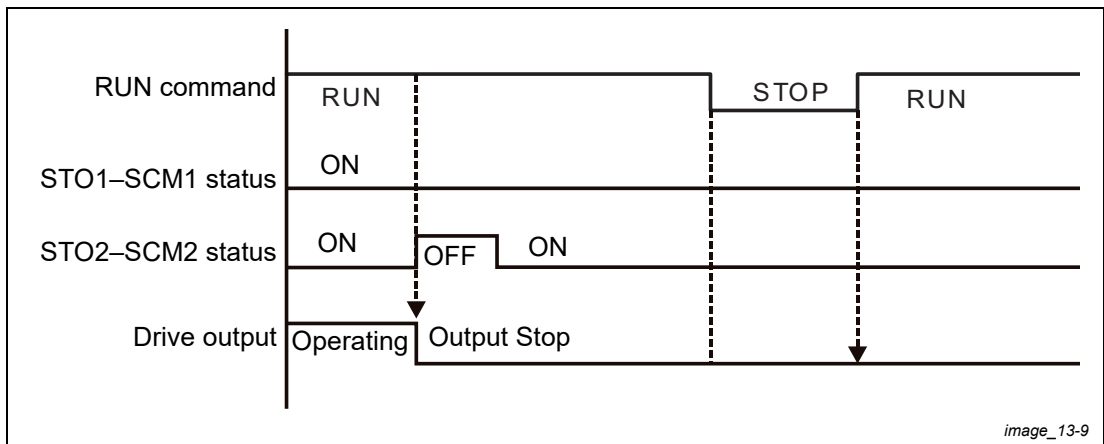 RUN command
RUN
STOP
RUN
STO1–SCM1 status
ON
STO2–SCM2 status
ON
OFF
ON
Drive output
Operating
Output Stop
image_13-9